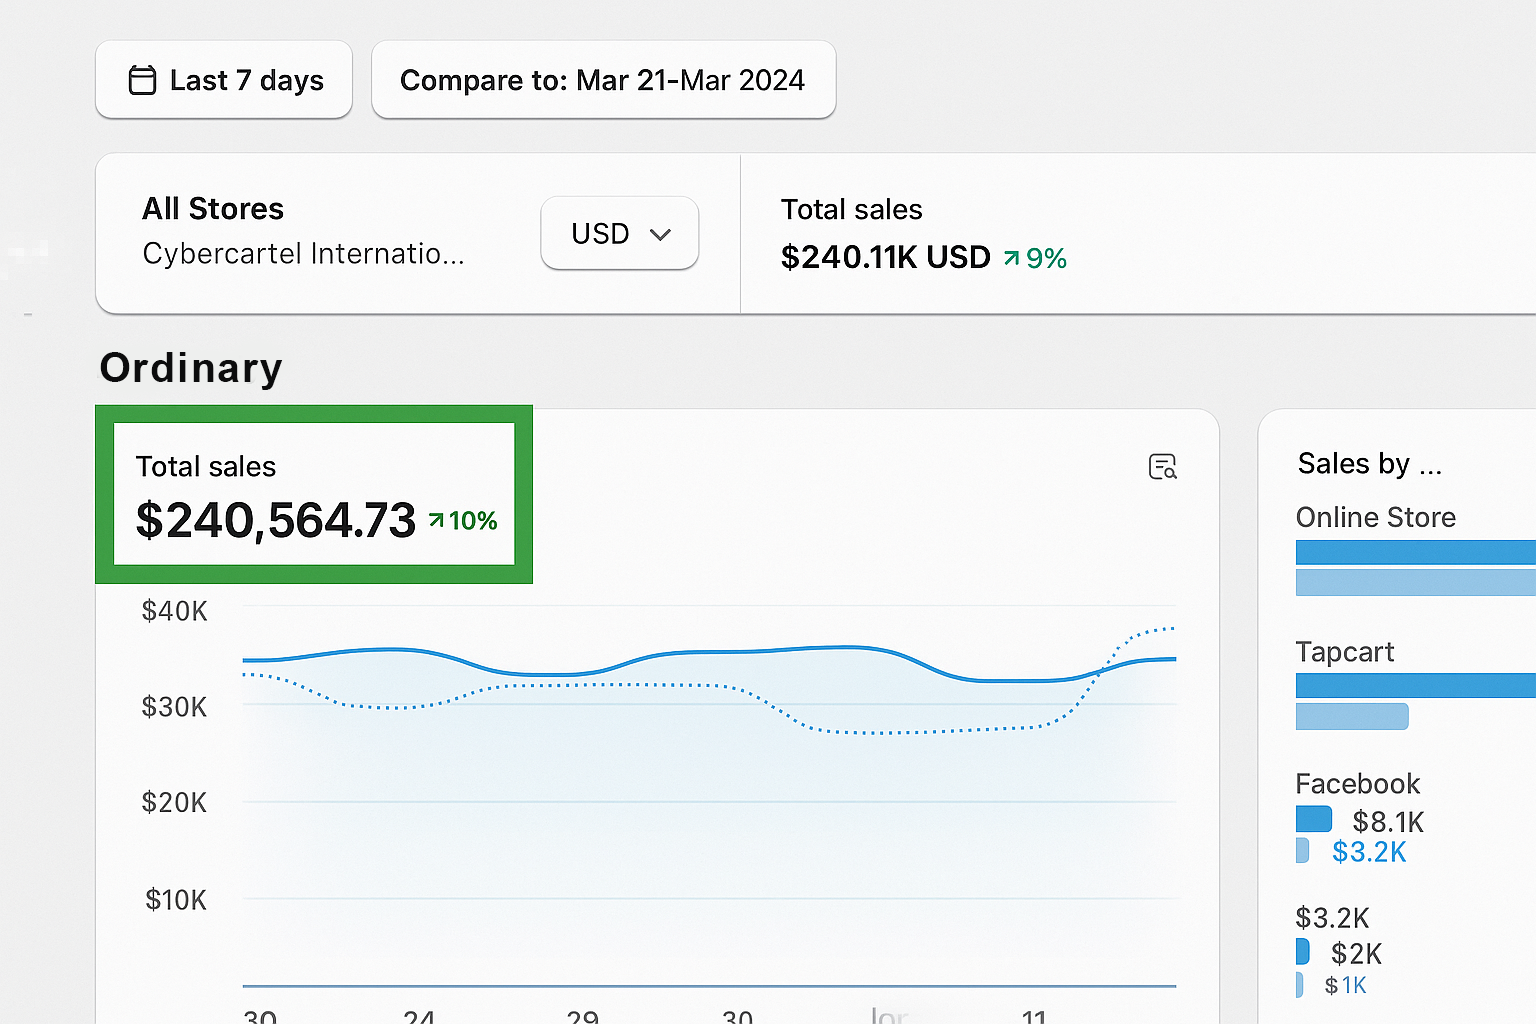 Last 7 days
Compare to: Mar 21-Mar 2024
All Stores
Cybercartel Internatio...
USD
Total sales
$240.11K USD ↗ 9%
Ordinary
Total sales
$240,564.73 ↗ 10%
$40K
$30K
$20K
$10K
30 24 29 30 11
Sales by ...
Online Store
Tapcart
Facebook
$8.1K
$3.2K
$3.2K
$2K
$1K